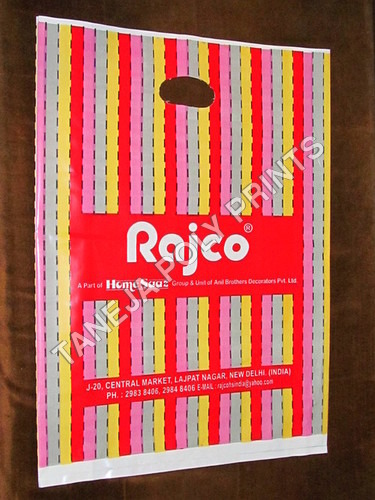 Rajco®
A Part of HomeSaaz Group & Unit of Anil Brothers Decorators Pvt. Ltd.
J-20, CENTRAL MARKET, LAJPAT NAGAR, NEW DELHI. (INDIA)
PH. : 2983 8406, 2984 8406 E-MAIL : rajcotsindia@yahoo.com
TANEJA POLY PRINTS